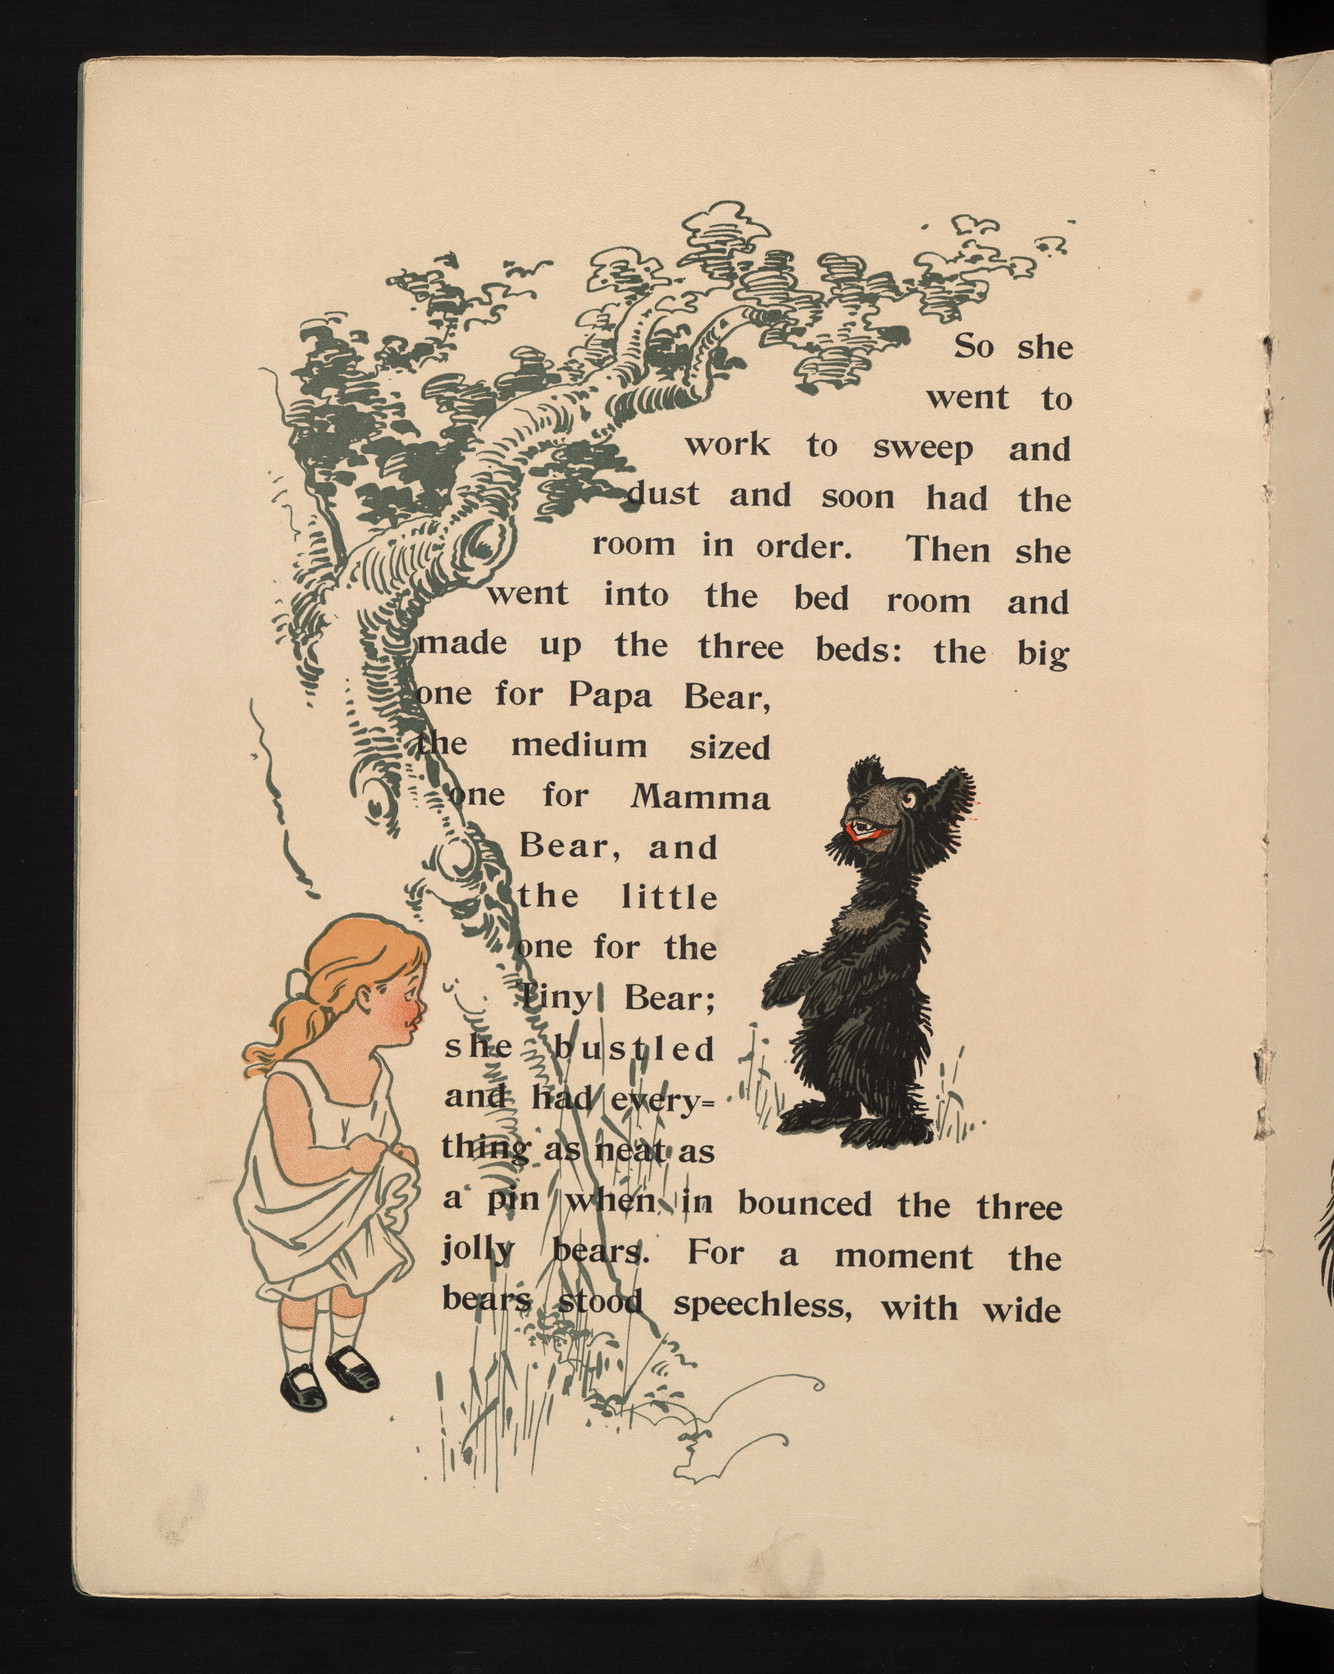 So she
went to
work to sweep and
dust and soon had the
room in order. Then she
went into the bed room and
made up the three beds: the big
one for Papa Bear,
the medium sized
one for Mamma
Bear, and
the little
one for the
Tiny Bear;
she bustled
and had every=
thing as neat as
a pin when in bounced the three
jolly bears. For a moment the
bears stood speechless, with wide